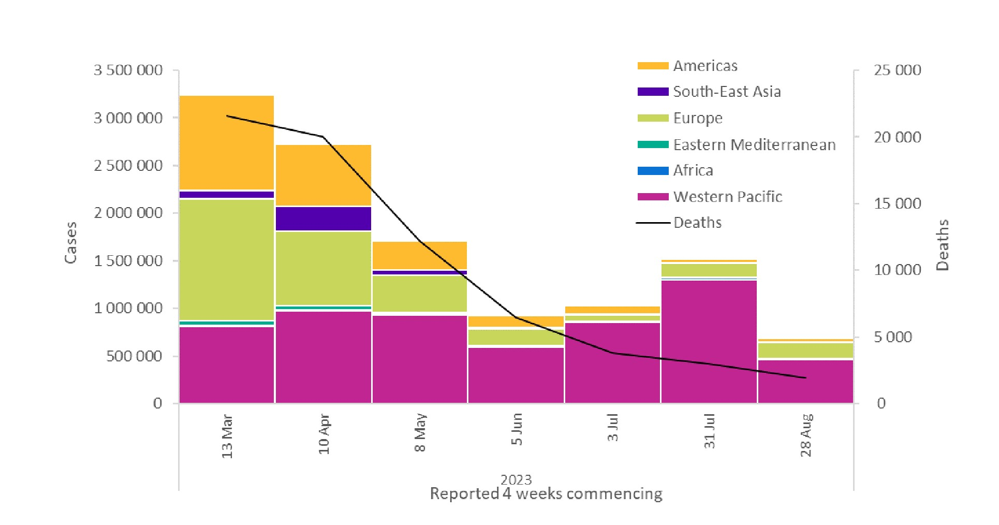 3 500 000
3 000 000
2 500 000
2 000 000
1 500 000
1 000 000
500 000
0
Cases
Americas
South-East Asia
Europe
Eastern Mediterranean
Africa
Western Pacific
Deaths
25 000
20 000
15 000
10 000
5 000
0
Deaths
13 Mar
10 Apr
8 May
5 Jun
3 Jul
31 Jul
28 Aug
2023
Reported 4 weeks commencing